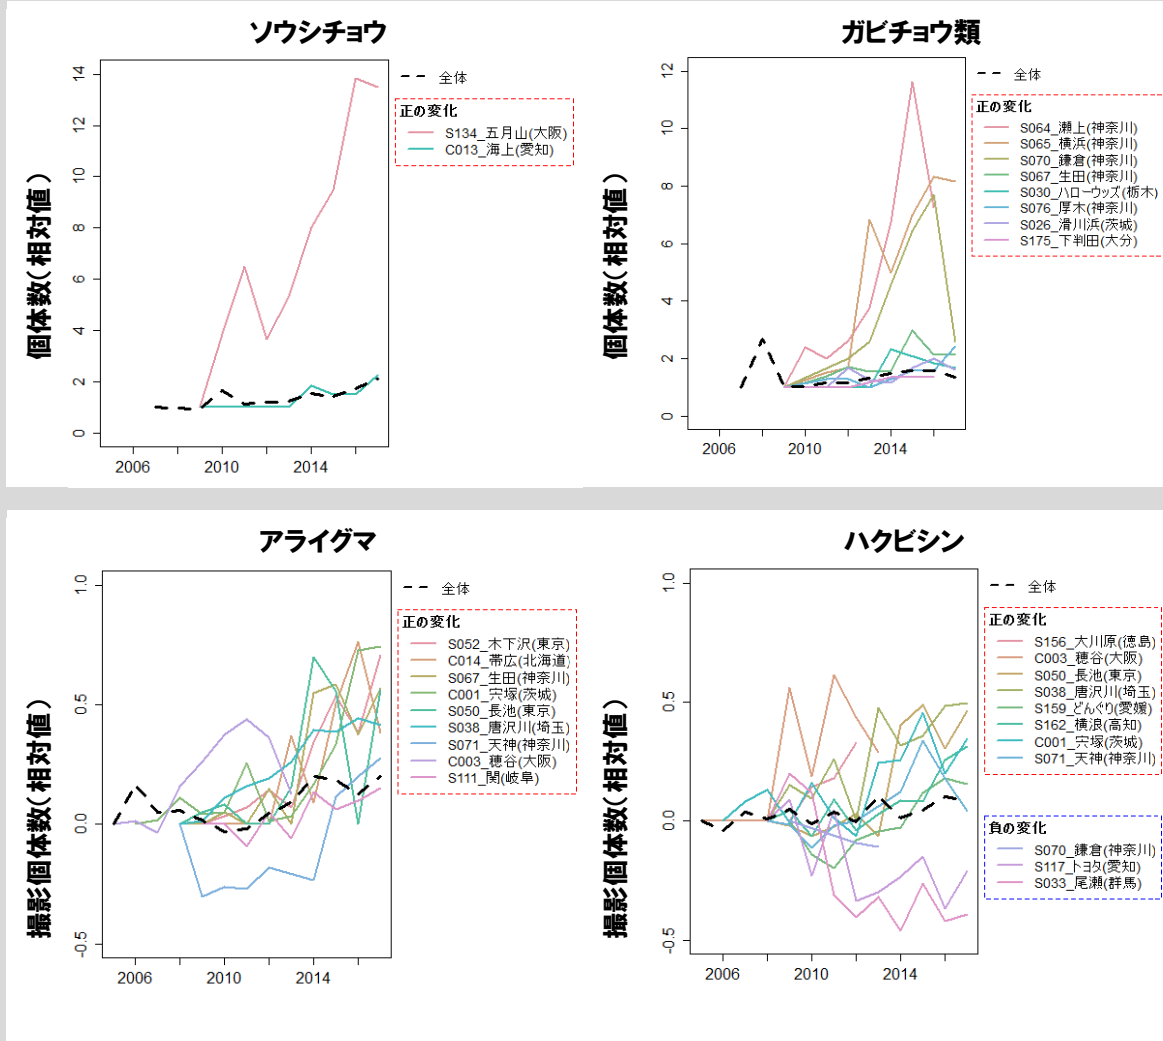 ソウシチョウ
個体数(相対値)
14
12
10
8
6
4
2
0
2006
2010
2014
全体
正の変化
S134_五月山(大阪)
C013_海上(愛知)
ガビチョウ類
個体数(相対値)
12
10
8
6
4
2
0
2006
2010
2014
全体
正の変化
S064_瀬上(神奈川)
S065_横浜(神奈川)
S070_鎌倉(神奈川)
S067_生田(神奈川)
S030_ハローウッズ(栃木)
S076_厚木(神奈川)
S026_滑川浜(茨城)
S175_下判田(大分)
アライグマ
撮影個体数(相対値)
1.0
0.5
0.0
-0.5
2006
2010
2014
全体
正の変化
S052_木下沢(東京)
C014_帯広(北海道)
S067_生田(神奈川)
C001_宍塚(茨城)
S050_長池(東京)
S038_唐沢川(埼玉)
S071_天神(神奈川)
C003_穂谷(大阪)
S111_関(岐阜)
ハクビシン
撮影個体数(相対値)
1.0
0.5
0.0
-0.5
2006
2010
2014
全体
正の変化
S156_大川原(徳島)
C003_穂谷(大阪)
S050_長池(東京)
S038_唐沢川(埼玉)
S159_どんぐり(愛媛)
S162_横浪(高知)
C001_宍塚(茨城)
S071_天神(神奈川)
負の変化
S070_鎌倉(神奈川)
S117_トヨタ(愛知)
S033_尾瀬(群馬)